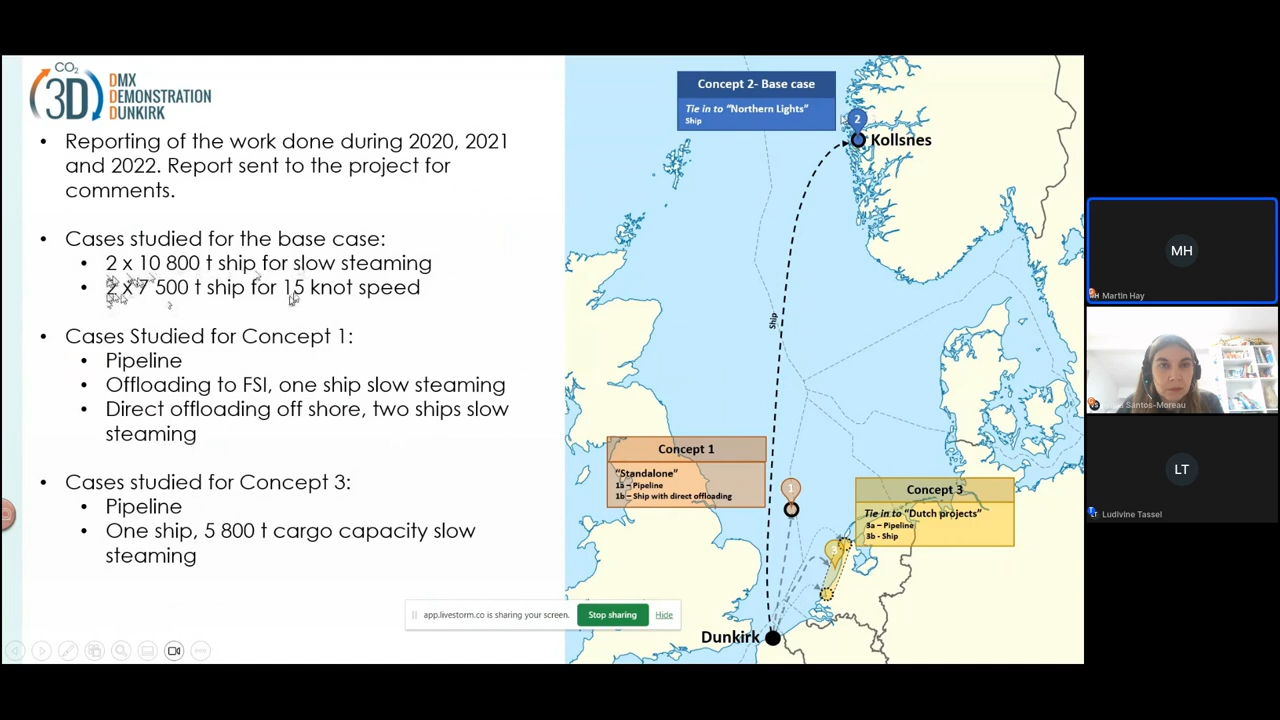 CO₂
3D
DMX
DEMONSTRATION
DUNKIRK
• Reporting of the work done during 2020, 2021
and 2022. Report sent to the project for
comments.
• Cases studied for the base case:
• 2 x 10 800 t ship for slow steaming
• 2 x 7 500 t ship for 15 knot speed
• Cases Studied for Concept 1:
• Pipeline
• Offloading to FSI, one ship slow steaming
• Direct offloading off shore, two ships slow
steaming
• Cases studied for Concept 3:
• Pipeline
• One ship, 5 800 t cargo capacity slow
steaming
Concept 2- Base case
Tie in to “Northern Lights”
Ship
2
Kollsnes
Ship
Concept 1
“Standalone”
1a – Pipeline
1b – Ship with direct offloading
1
Concept 3
Tie in to “Dutch projects”
3a – Pipeline
3b - Ship
3
Dunkirk
app.livestorm.co is sharing your screen.
Stop sharing
Hide
MH
MH Martin Hay
Santos-Moreau
LT
LT Ludivine Tassel